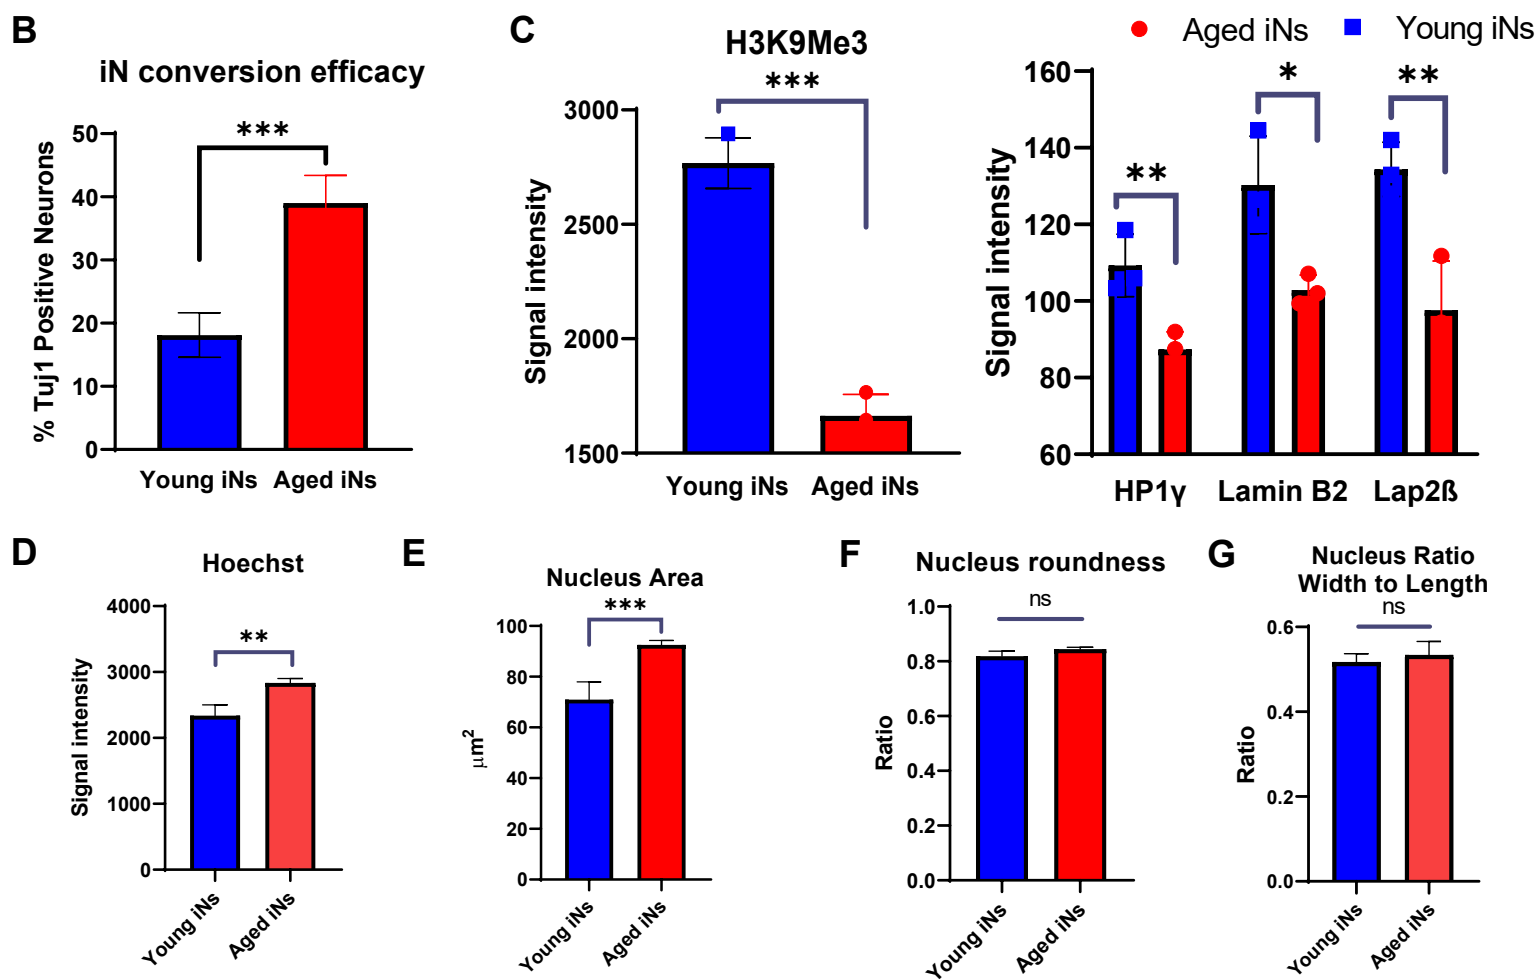 B
iN conversion efficacy
***
% Tuj1 Positive Neurons
50
40
30
20
10
0
Young iNs Aged iNs
C
H3K9Me3
***
Signal intensity
3000
2500
2000
1500
Young iNs Aged iNs
Aged iNs Young iNs
Signal intensity
160
140
120
100
80
60
**
*
**
HP1γ Lamin B2 Lap2ß
D
Hoechst
**
Signal intensity
4000
3000
2000
1000
0
Young iNs
Aged iNs
E
Nucleus Area
***
μm²
100
80
60
40
20
0
Young iNs
Aged iNs
F
Nucleus roundness
ns
Ratio
1.0
0.8
0.6
0.4
0.2
0.0
Young iNs
Aged iNs
G
Nucleus Ratio
Width to Length
ns
Ratio
0.6
0.4
0.2
0.0
Young iNs
Aged iNs